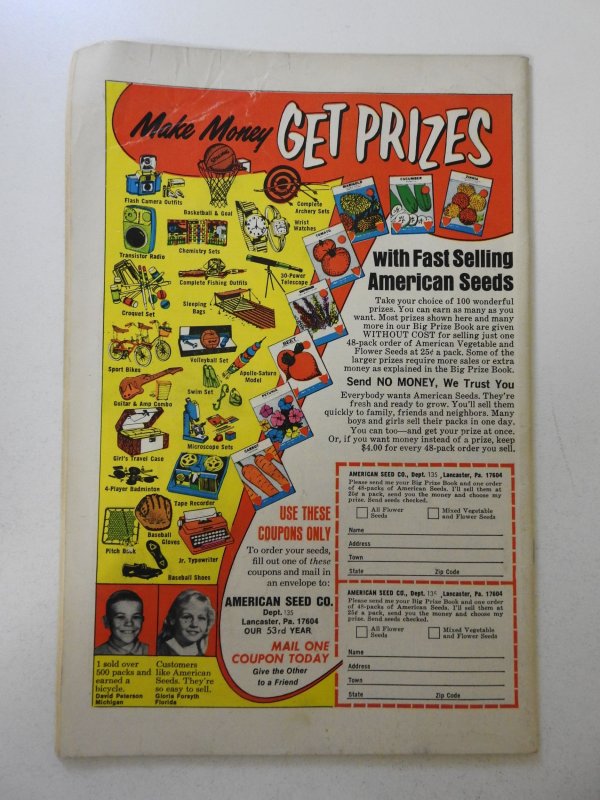 Make Money GET PRIZES
Flash Camera Outfits
SPALDING
Basketball & Goal
Complete
Archery Sets
Wrist
Watches
Transistor Radio
Chemistry Sets
Complete Fishing Outfits
30-Power
Telescope
Croquet Set
Sleeping
Bags
Volleyball Set
Sport Bikes
Apollo-Saturn
Model
Swim Set
Guitar & Amp Combo
Microscope Sets
Girl's Travel Case
4-Player Badminton
Tape Recorder
Pitch Back
Baseball
Gloves
Jr. Typewriter
Baseball Shoes
MARIGOLD
CUCUMBER
ZINNIA
TOMATO
BEET
CARROT
with Fast Selling
American Seeds
Take your choice of 100 wonderful
prizes. You can earn as many as you
want. Most prizes shown here and many
more in our Big Prize Book are given
WITHOUT COST for selling just one
48-pack order of American Vegetable and
Flower Seeds at 25¢ a pack. Some of the
larger prizes require more sales or extra
money as explained in the Big Prize Book.
Send NO MONEY, We Trust You
Everybody wants American Seeds. They're
fresh and ready to grow. You'll sell them
quickly to family, friends and neighbors. Many
boys and girls sell their packs in one day.
You can too—and get your prize at once.
Or, if you want money instead of a prize, keep
$4.00 for every 48-pack order you sell.
USE THESE
COUPONS ONLY
To order your seeds,
fill out one of these
coupons and mail in
an envelope to:
AMERICAN SEED CO.
Dept. 135
Lancaster, Pa. 17604
OUR 53rd YEAR
MAIL ONE
COUPON TODAY
Give the Other
to a Friend
AMERICAN SEED CO., Dept. 135 , Lancaster, Pa. 17604
Please send me your Big Prize Book and one order
of 48-packs of American Seeds. I'll sell them at
25¢ a pack, send you the money and choose my
prize. Send seeds checked.
All Flower
Seeds
Mixed Vegetable
and Flower Seeds
Name
Address
Town
State Zip Code
AMERICAN SEED CO., Dept. 135 , Lancaster, Pa. 17604
Please send me your Big Prize Book and one order
of 48-packs of American Seeds. I'll sell them at
25¢ a pack, send you the money and choose my
prize. Send seeds checked.
All Flower
Seeds
Mixed Vegetable
and Flower Seeds
Name
Address
Town
State Zip Code
I sold over
500 packs and
earned a
bicycle.
David Peterson
Michigan
Customers
like American
Seeds. They're
so easy to sell.
Gloria Forsyth
Florida